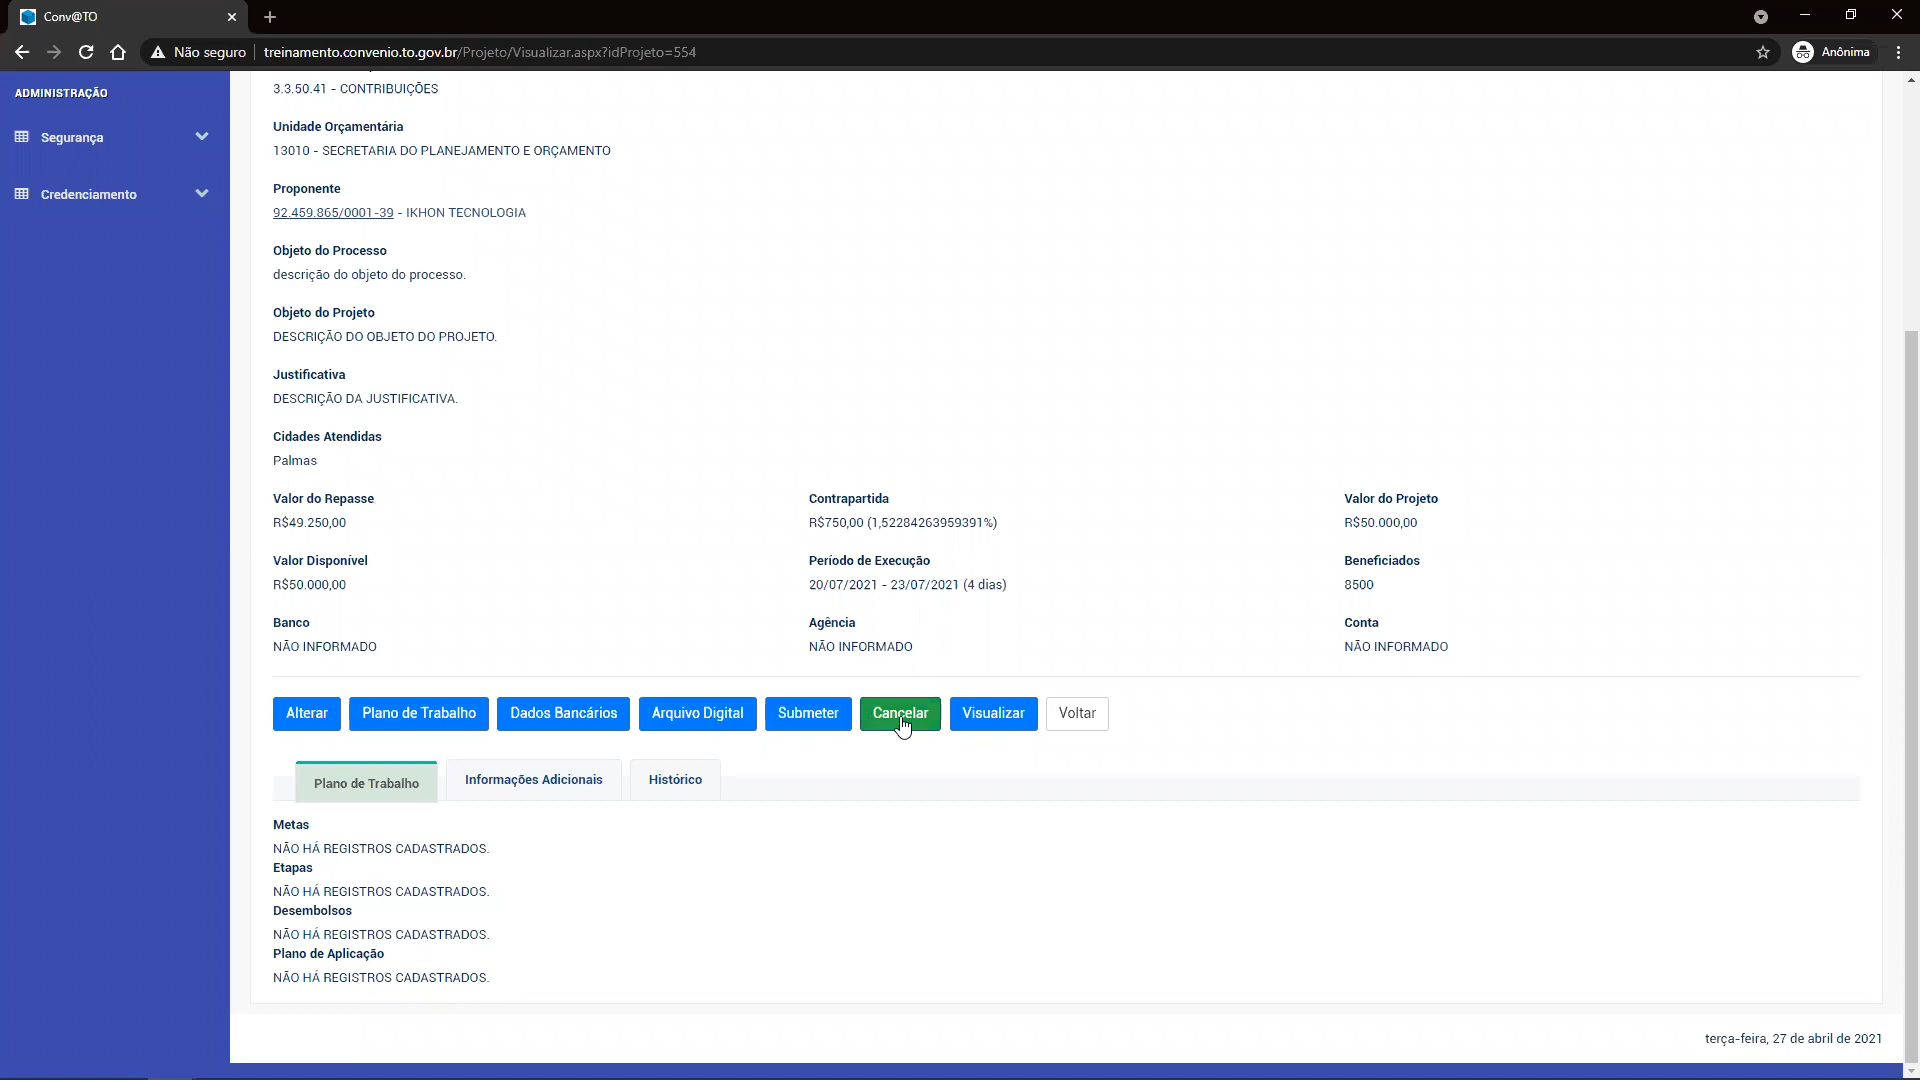 Conv@TO
Não seguro
treinamento.convenio.to.gov.br/Projeto/Visualizar.aspx?idProjeto=554
Anônima
ADMINISTRAÇÃO
Segurança
Credenciamento
3.3.50.41 - CONTRIBUIÇÕES
Unidade Orçamentária
13010 - SECRETARIA DO PLANEJAMENTO E ORÇAMENTO
Proponente
92.459.865/0001-39 - IKHON TECNOLOGIA
Objeto do Processo
descrição do objeto do processo.
Objeto do Projeto
DESCRIÇÃO DO OBJETO DO PROJETO.
Justificativa
DESCRIÇÃO DA JUSTIFICATIVA.
Cidades Atendidas
Palmas
Valor do Repasse Contrapartida Valor do Projeto
R$49.250,00 R$750,00 (1,52284263959391%) R$50.000,00
Valor Disponível Período de Execução Beneficiados
R$50.000,00 20/07/2021 - 23/07/2021 (4 dias) 8500
Banco Agência Conta
NÃO INFORMADO NÃO INFORMADO NÃO INFORMADO
Alterar Plano de Trabalho Dados Bancários Arquivo Digital Submeter Cancelar Visualizar Voltar
Plano de Trabalho Informações Adicionais Histórico
Metas
NÃO HÁ REGISTROS CADASTRADOS.
Etapas
NÃO HÁ REGISTROS CADASTRADOS.
Desembolsos
NÃO HÁ REGISTROS CADASTRADOS.
Plano de Aplicação
NÃO HÁ REGISTROS CADASTRADOS.
terça-feira, 27 de abril de 2021